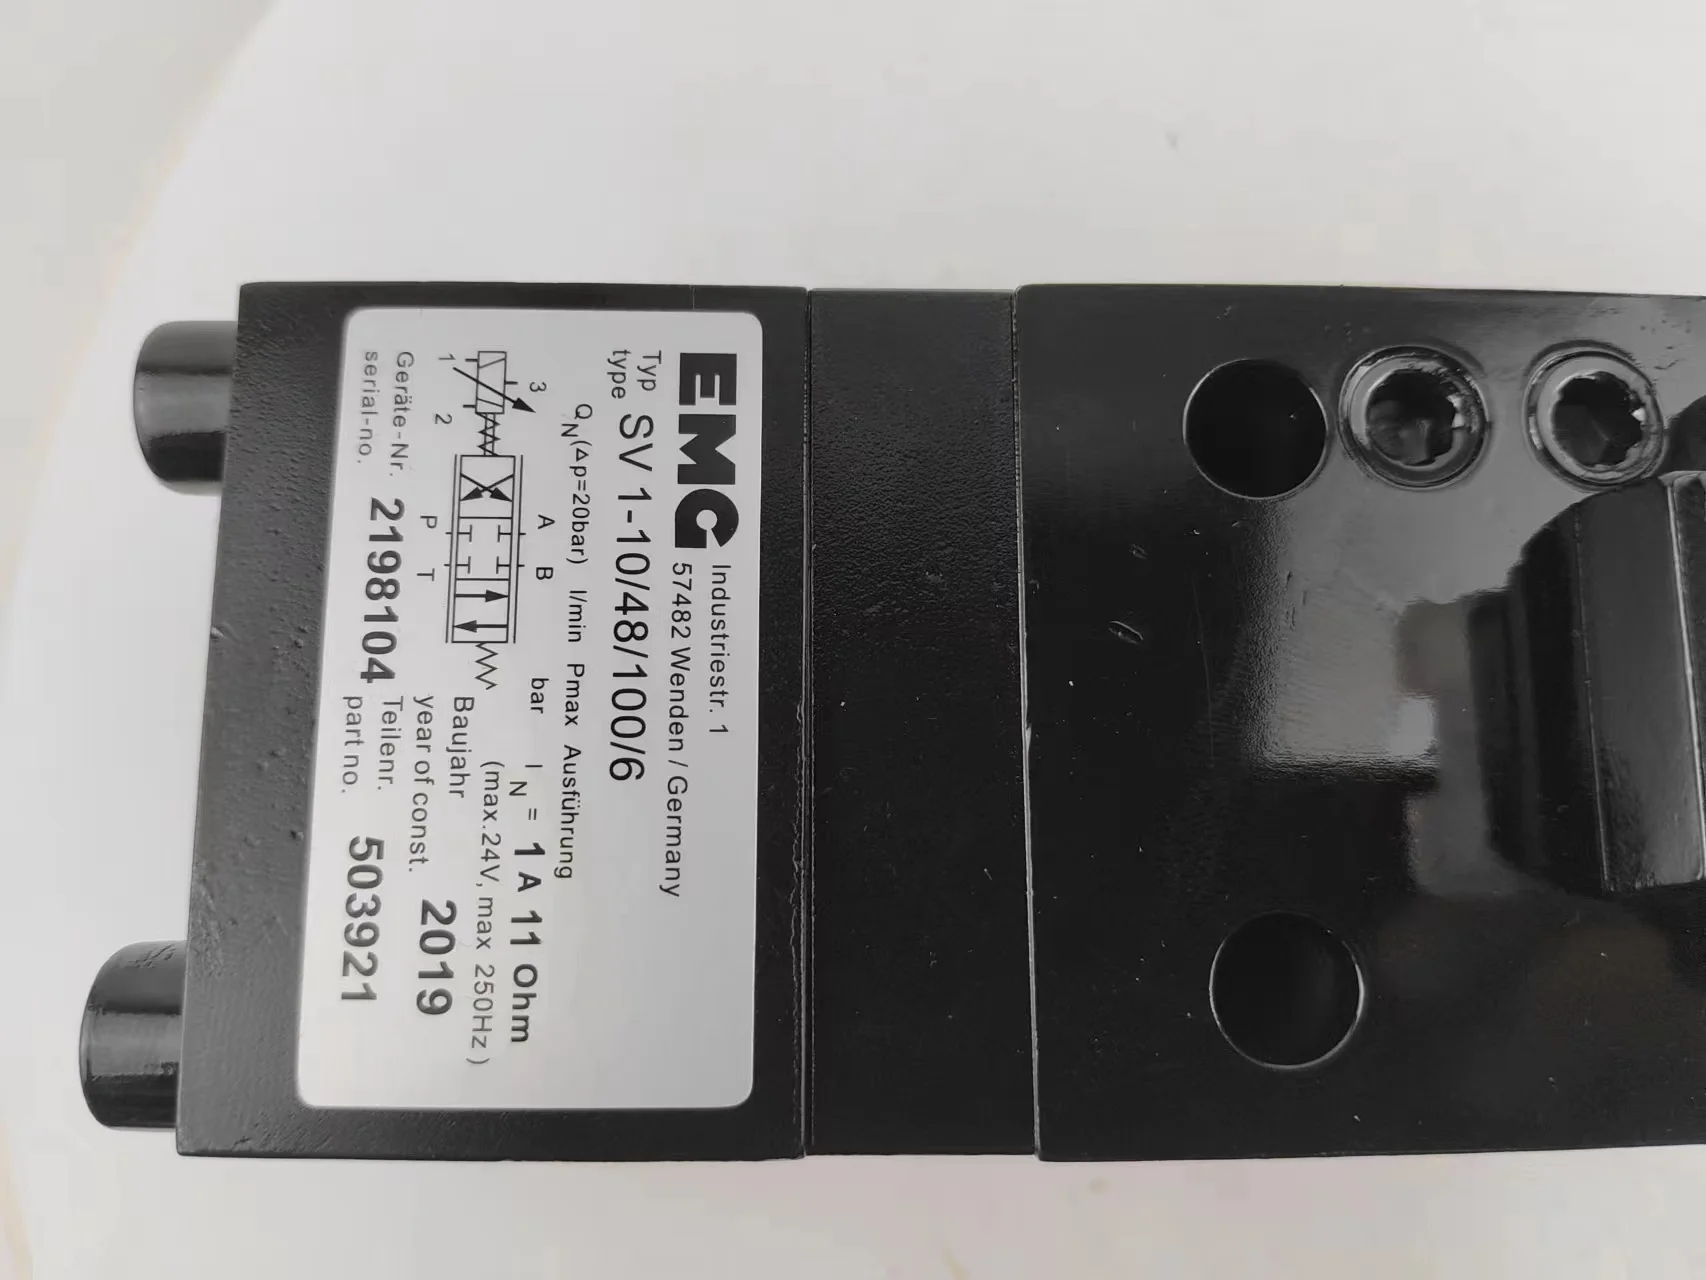 EMG Industriestr. 1
57482 Wenden / Germany
Typ
type SV 1-10/48/100/6
QN(Δp=20bar) l/min Pmax Ausführung
3 A B bar IN = 1 A 11 Ohm
(max.24V, max 250Hz)
1 2 P T
Baujahr
year of const. 2019
Geräte-Nr.
serial-no. 2198104
Teilenr.
part no. 5039211